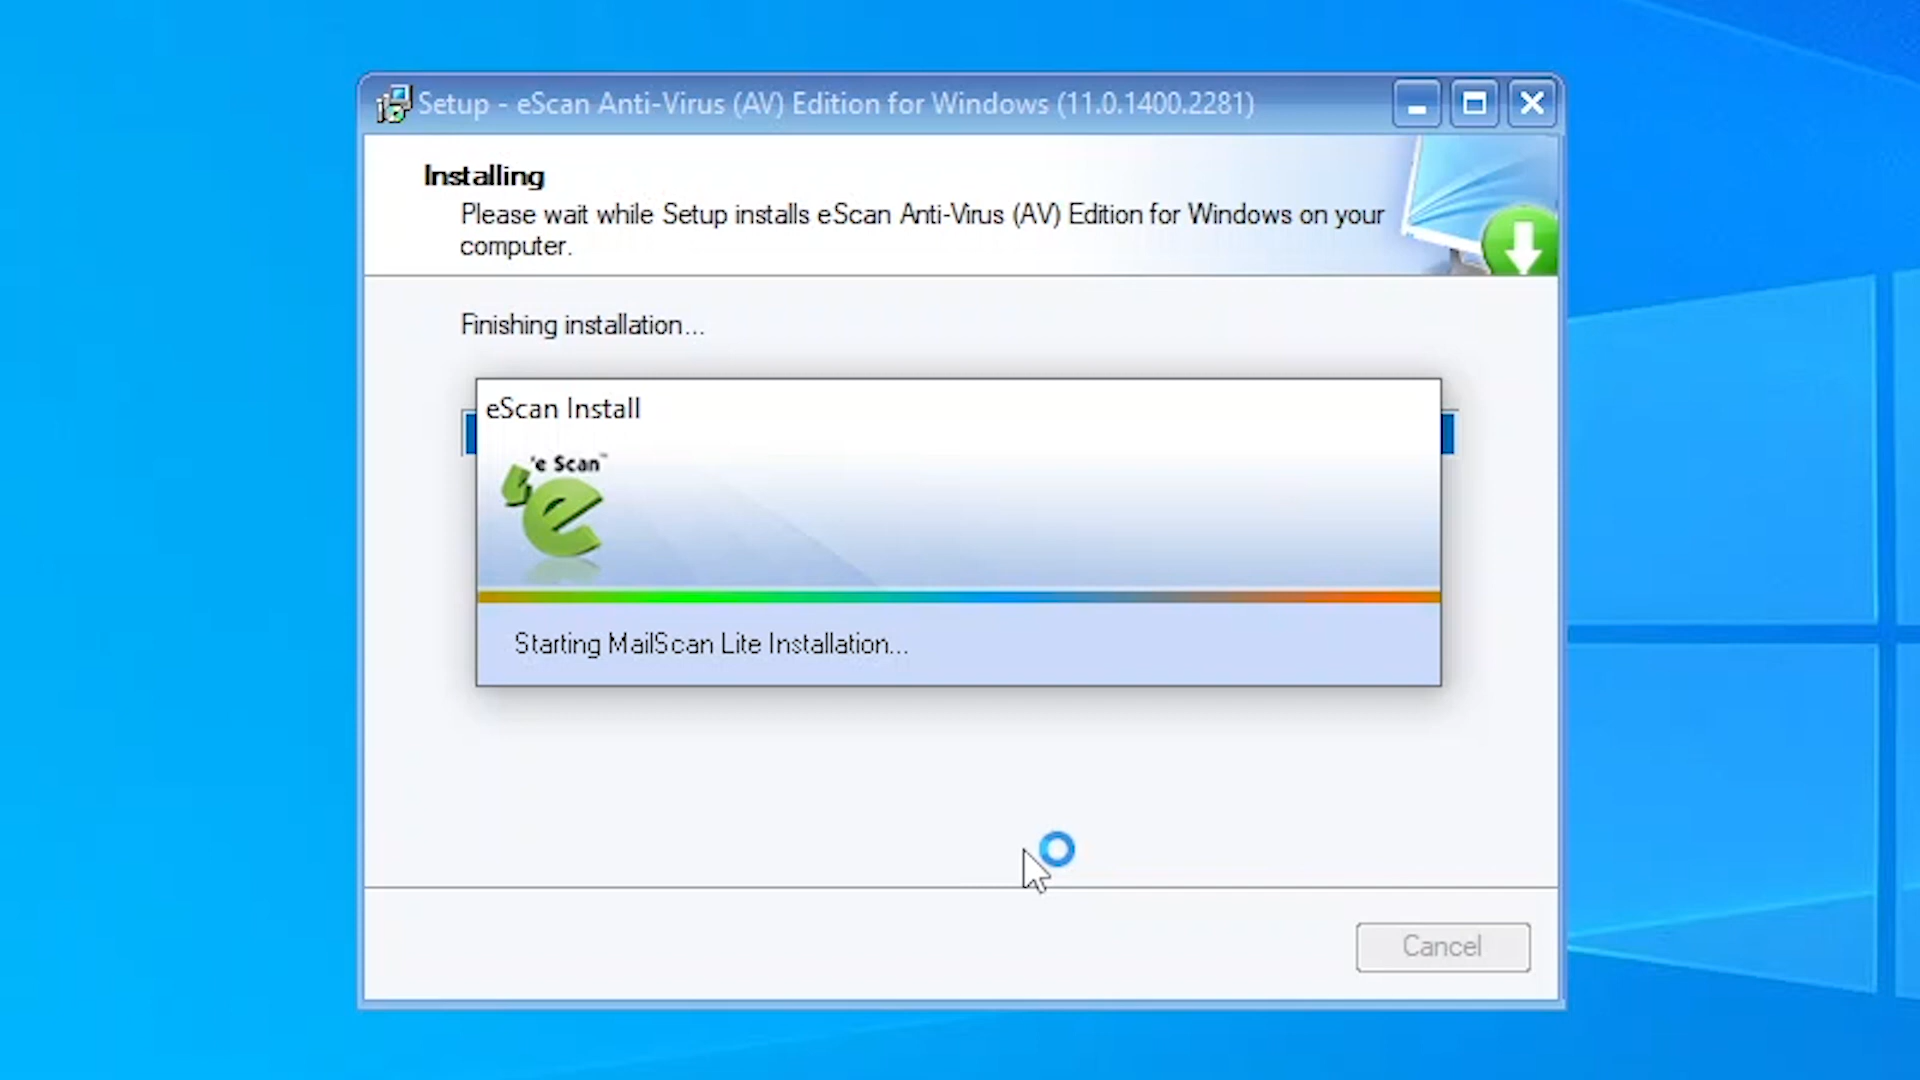 Setup - eScan Anti-Virus (AV) Edition for Windows (11.0.1400.2281)
Installing
Please wait while Setup installs eScan Anti-Virus (AV) Edition for Windows on your
computer.
Finishing installation...
eScan Install
'e Scan™
Starting MailScan Lite Installation...
Cancel